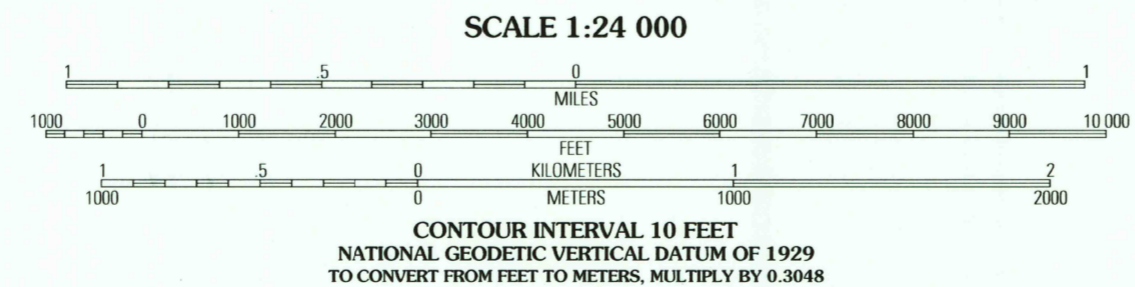 SCALE 1:24 000
1 .5 0 1
MILES
1000 0 1000 2000 3000 4000 5000 6000 7000 8000 9000 10 000
FEET
1 .5 0 KILOMETERS 1 2
1000 0 METERS 1000 2000
CONTOUR INTERVAL 10 FEET
NATIONAL GEODETIC VERTICAL DATUM OF 1929
TO CONVERT FROM FEET TO METERS, MULTIPLY BY 0.3048